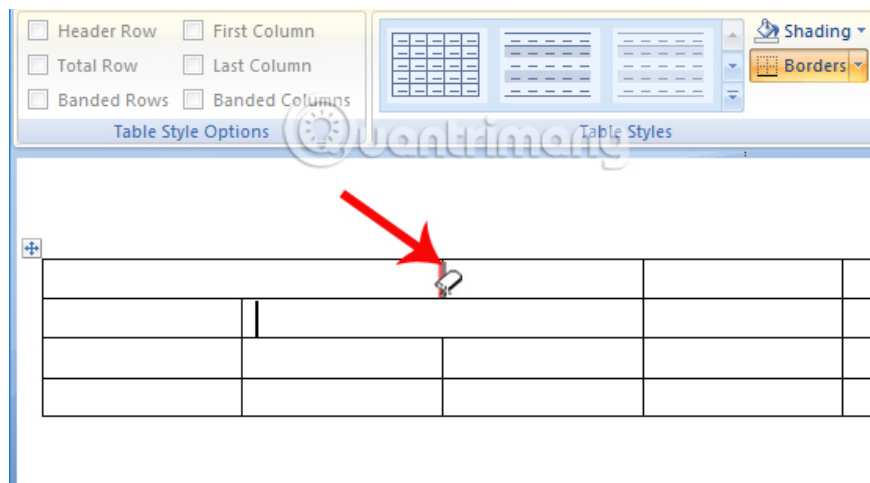 Header Row First Column Shading
Total Row Last Column Borders
Banded Rows Banded Columns
Table Style Options Table Styles
Quantrimang